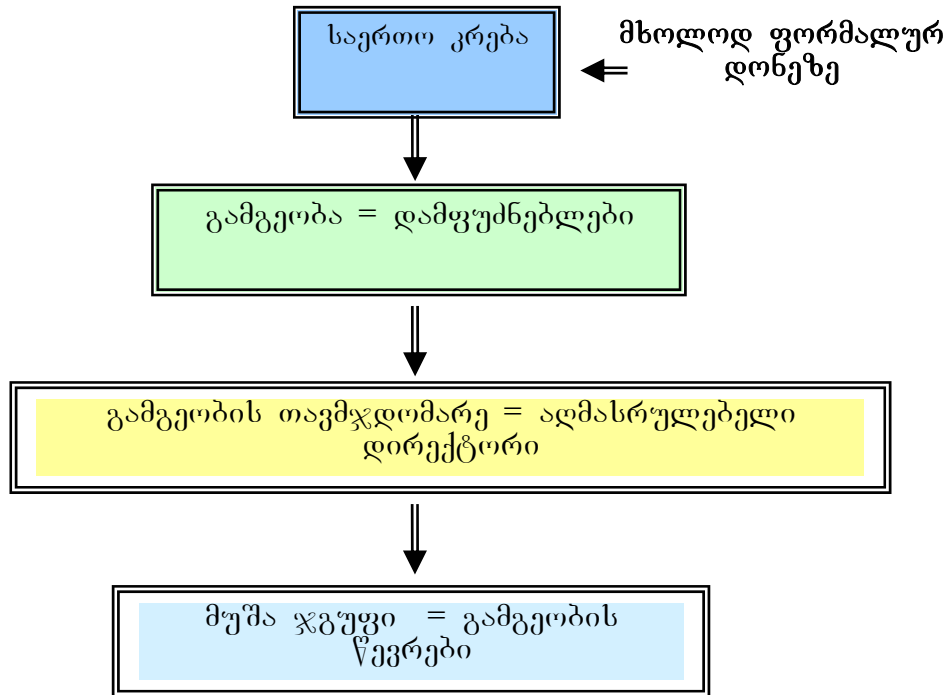 საერთო კრება
მხოლოდ ფორმალურ
დონეზე
გამგეობა = დამფუძნებლები
გამგეობის თავმჯდომარე = აღმასრულებელი
დირექტორი
მუშა ჯგუფი = გამგეობის
წევრები